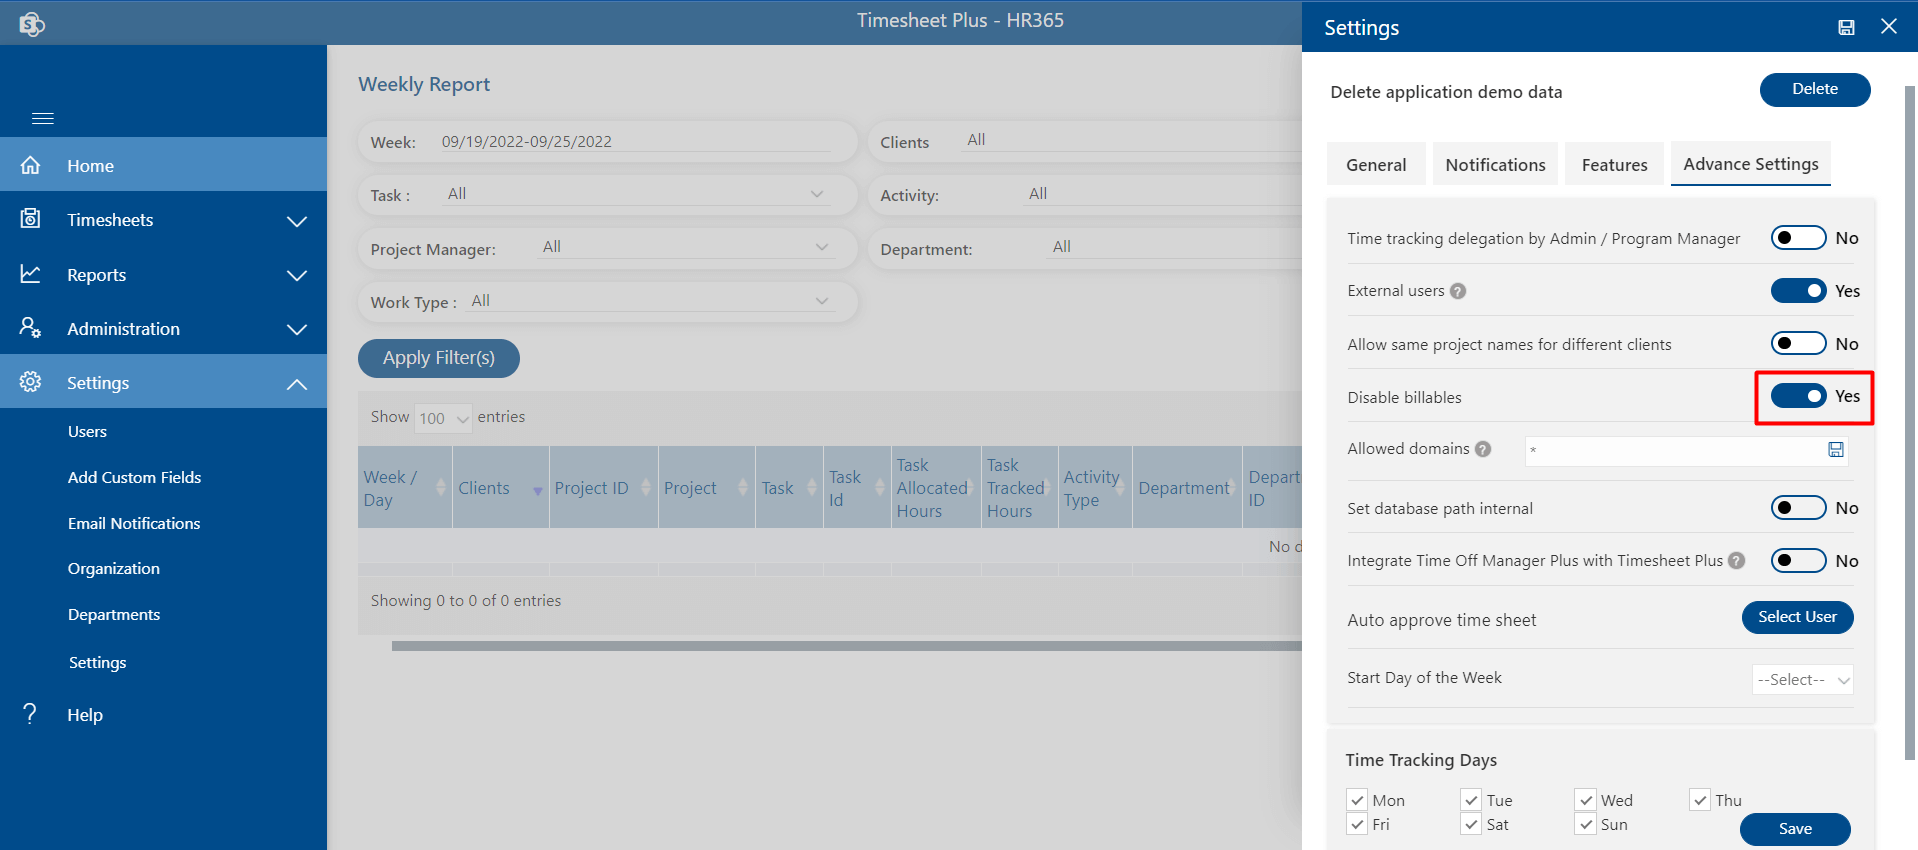 S
Timesheet Plus - HR365
Home
Timesheets
Reports
Administration
Settings
Users
Add Custom Fields
Email Notifications
Organization
Departments
Settings
? Help
Weekly Report
Week: 09/19/2022-09/25/2022
Clients All
Task : All
Activity: All
Project Manager: All
Department: All
Work Type : All
Apply Filter(s)
Show 100 entries
Week / Day
Clients
Project ID
Project
Task
Task Id
Task Allocated Hours
Task Tracked Hours
Activity Type
Department
Depart ID
No d
Showing 0 to 0 of 0 entries
Settings
Delete application demo data Delete
General Notifications Features Advance Settings
Time tracking delegation by Admin / Program Manager No
External users ? Yes
Allow same project names for different clients No
Disable billables Yes
Allowed domains ? *
Set database path internal No
Integrate Time Off Manager Plus with Timesheet Plus ? No
Auto approve time sheet Select User
Start Day of the Week --Select--
Time Tracking Days
Mon Tue Wed Thu
Fri Sat Sun
Save